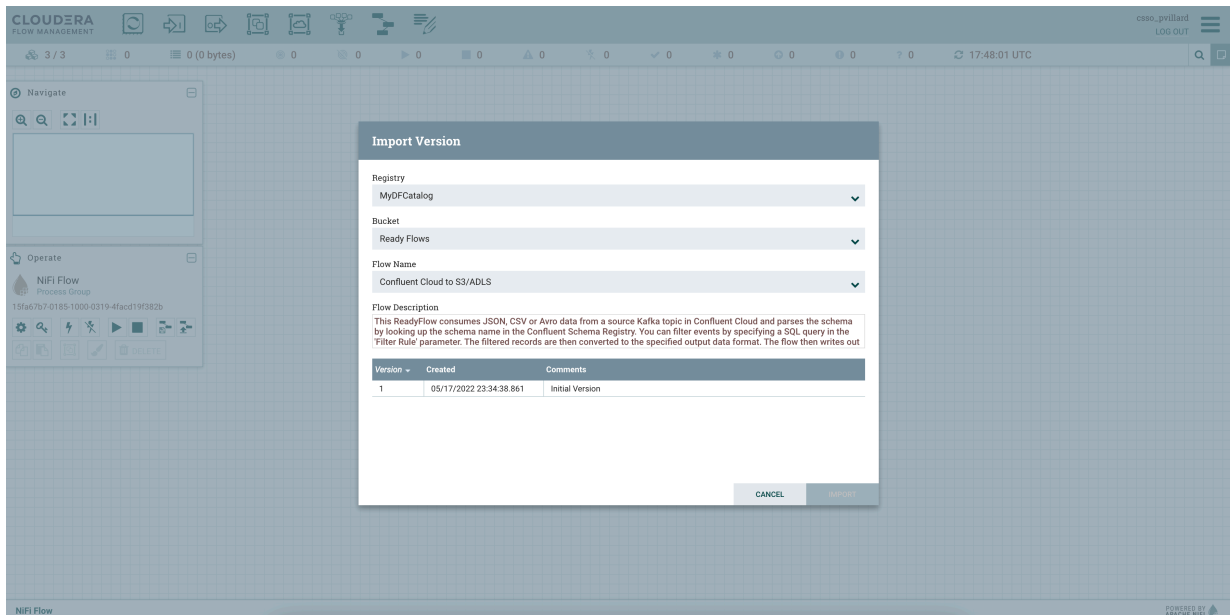 CLOUDERA
FLOW MANAGEMENT
csso_pvillard
LOG OUT
3 / 3
0
0 (0 bytes)
0
0
0
0
0
0
0
0
0
0
0
17:48:01 UTC
Navigate
Operate
NiFi Flow
Process Group
15fa67b7-0185-1000-0319-4facd19f382b
DELETE
Import Version
Registry
MyDFCatalog
Bucket
Ready Flows
Flow Name
Confluent Cloud to S3/ADLS
Flow Description
This ReadyFlow consumes JSON, CSV or Avro data from a source Kafka topic in Confluent Cloud and parses the schema
by looking up the schema name in the Confluent Schema Registry. You can filter events by specifying a SQL query in the
'Filter Rule' parameter. The filtered records are then converted to the specified output data format. The flow then writes out
Version Created Comments
1 05/17/2022 23:34:38.861 Initial Version
CANCEL IMPORT
NiFi Flow
POWERED BY
APACHE NIFI